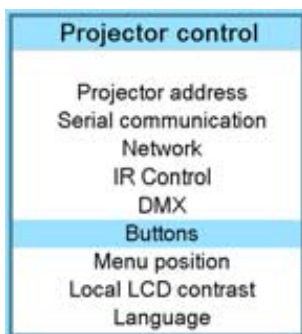 Projector control
Projector address
Serial communication
Network
IR Control
DMX
Buttons
Menu position
Local LCD contrast
Language